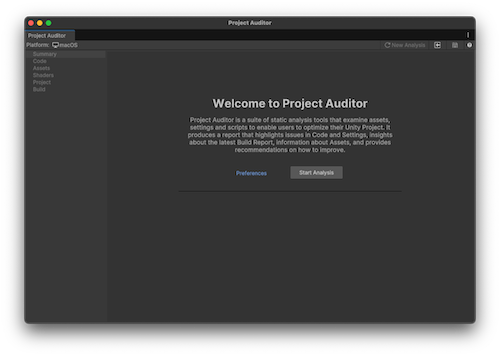 Project Auditor
Project Auditor
Platform: macOS
New Analysis
Summary
Code
Assets
Shaders
Project
Build
Welcome to Project Auditor
Project Auditor is a suite of static analysis tools that examine assets,
settings and scripts to enable users to optimize their Unity Project. It
produces a report that highlights issues in Code and Settings, insights
about the latest Build Report, information about Assets, and provides
recommendations on how to improve.
Preferences
Start Analysis